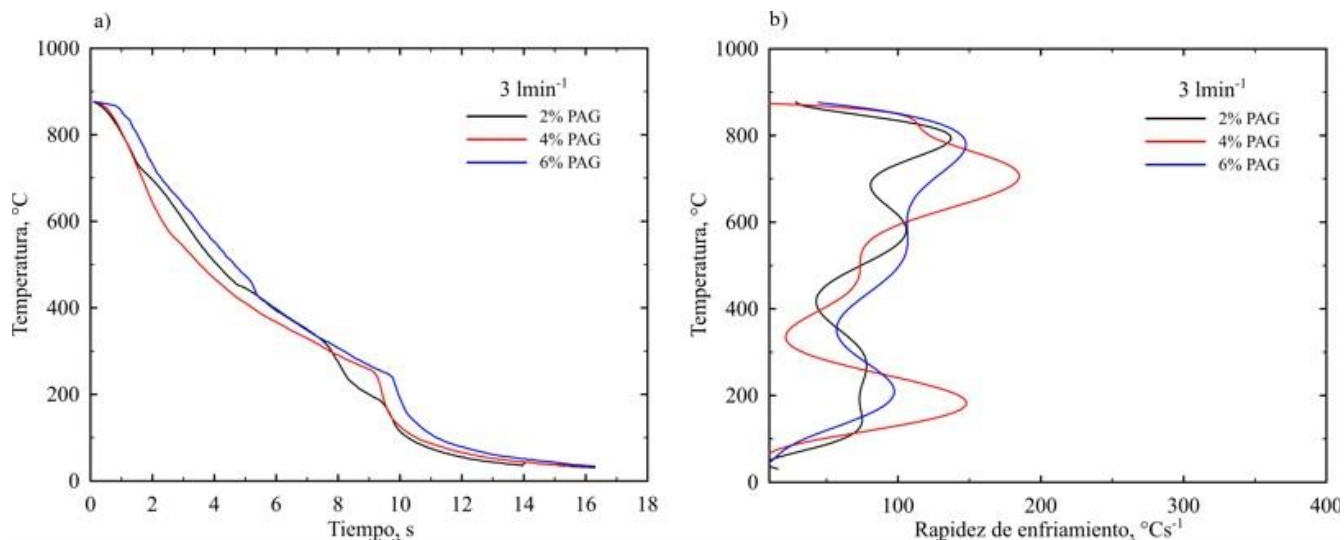 a)
1000
800
600
400
200
0
Temperatura, °C
0 2 4 6 8 10 12 14 16 18
Tiempo, s
3 lmin⁻¹
2% PAG
4% PAG
6% PAG
b)
1000
800
600
400
200
0
Temperatura, °C
100 200 300 400
Rapidez de enfriamiento, °Cs⁻¹
3 lmin⁻¹
2% PAG
4% PAG
6% PAG